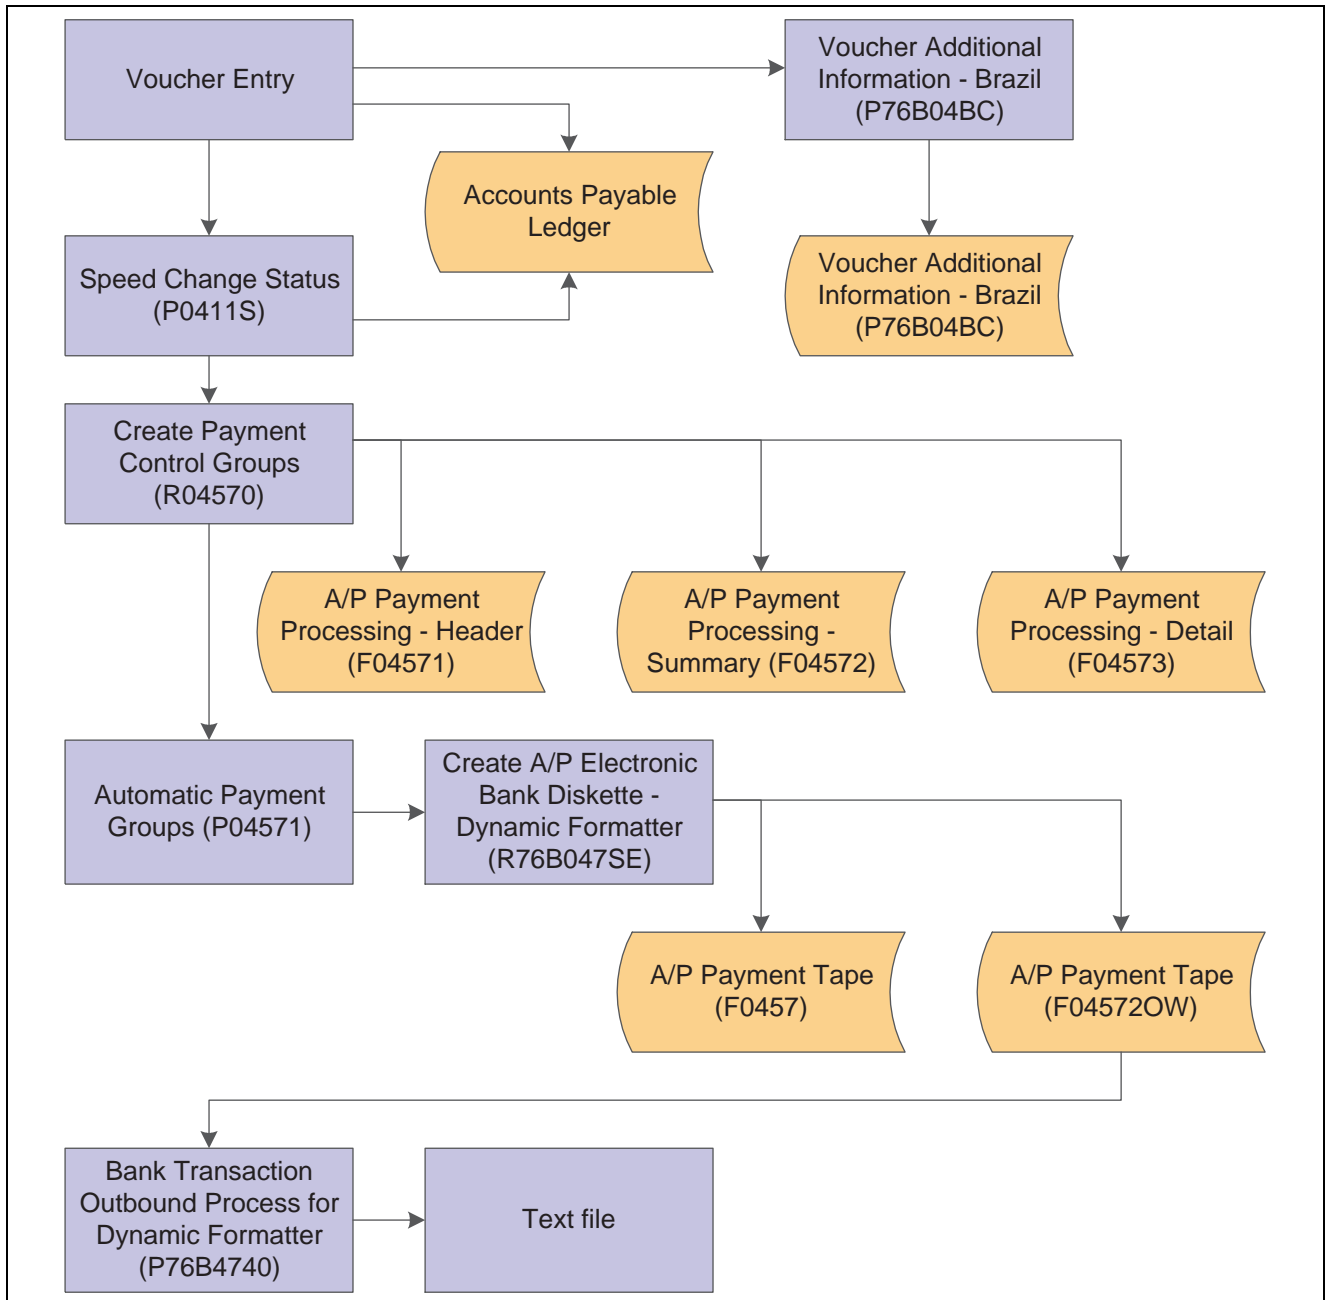 Voucher Entry
Voucher Additional
Information - Brazil
(P76B04BC)
Accounts Payable
Ledger
Speed Change Status
(P0411S)
Voucher Additional
Information - Brazil
(P76B04BC)
Create Payment
Control Groups
(R04570)
A/P Payment
Processing - Header
(F04571)
A/P Payment
Processing -
Summary (F04572)
A/P Payment
Processing - Detail
(F04573)
Automatic Payment
Groups (P04571)
Create A/P Electronic
Bank Diskette -
Dynamic Formatter
(R76B047SE)
A/P Payment Tape
(F0457)
A/P Payment Tape
(F04572OW)
Bank Transaction
Outbound Process for
Dynamic Formatter
(P76B4740)
Text file